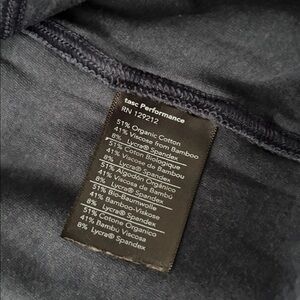 tasc Performance
RN 129212
51% Organic Cotton
41% Viscose from Bamboo
8% Lycra® Spandex
51% Coton Biologique
41% Viscose de Bambou
8% Lycra® Spandex
51% Algodón Orgánico
41% Viscosa de Bambú
8% Lycra® Spandex
51% Bio-Baumwolle
41% Bamboo-Viskose
8% Lycra® Spandex
51% Cotone Organico
41% Bambu Viscosa
8% Lycra® Spandex